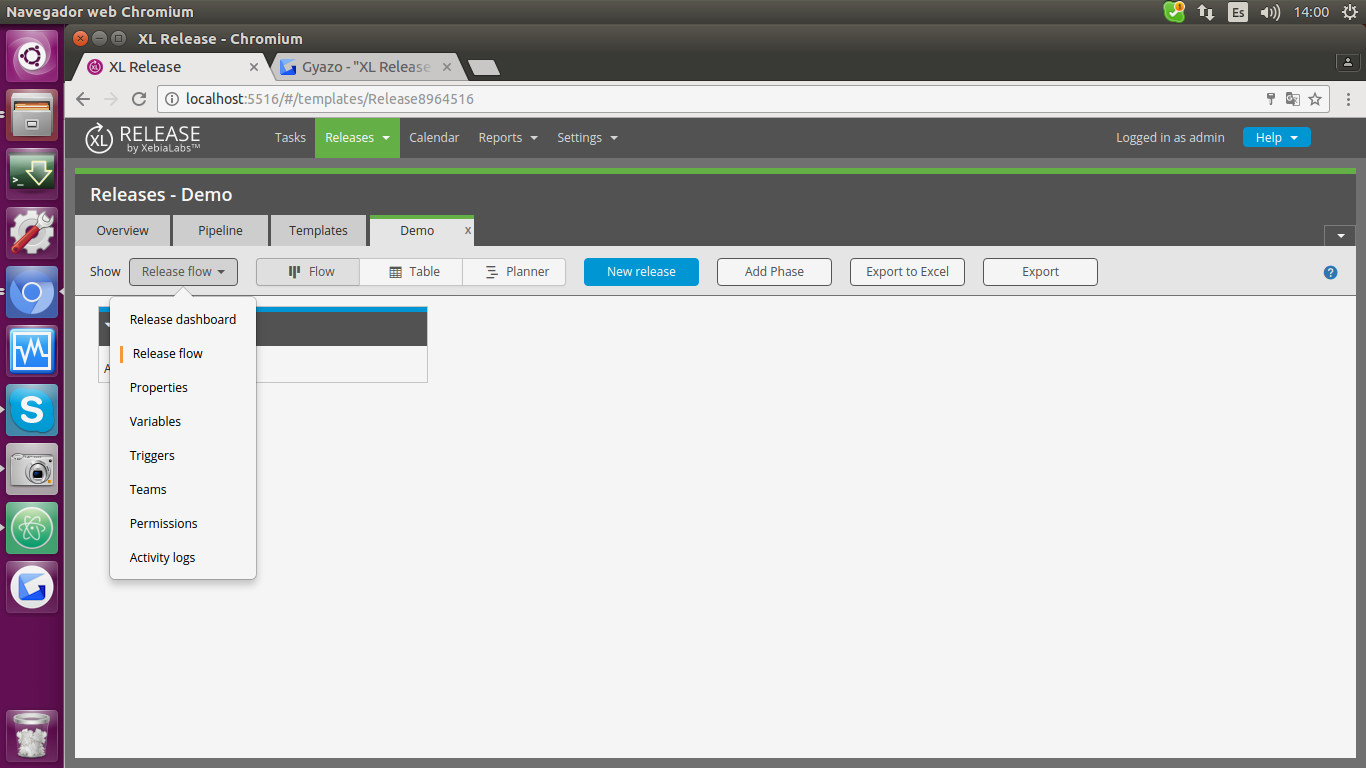 Navegador web Chromium
Es
14:00
XL Release - Chromium
XL Release
Gyazo - "XL Release
localhost:5516/#/templates/Release8964516
XL RELEASE
by XebiaLabs™
Tasks Releases Calendar Reports Settings
Logged in as admin Help
Releases - Demo
Overview Pipeline Templates Demo x
Show Release flow Flow Table Planner New release Add Phase Export to Excel Export ?
Release dashboard
Release flow
Properties
Variables
Triggers
Teams
Permissions
Activity logs